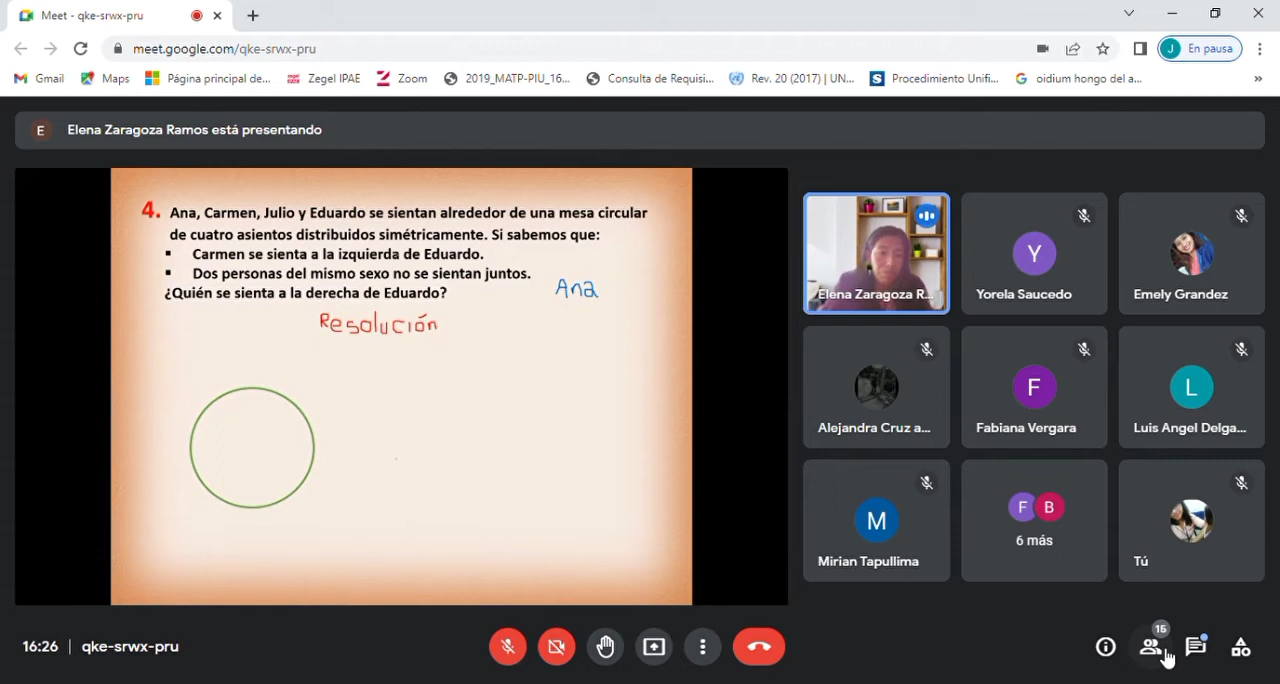 Meet - qke-srwx-pru
meet.google.com/qke-srwx-pru
J En pausa
Gmail Maps Página principal de... Zegel IPAE Zoom 2019_MATP-PIU_16... Consulta de Requisi... Rev. 20 (2017) | UN... S Procedimiento Unifi... G oidium hongo del a... »
E Elena Zaragoza Ramos está presentando
4. Ana, Carmen, Julio y Eduardo se sientan alrededor de una mesa circular
de cuatro asientos distribuidos simétricamente. Si sabemos que:
▪ Carmen se sienta a la izquierda de Eduardo.
▪ Dos personas del mismo sexo no se sientan juntos.
¿Quién se sienta a la derecha de Eduardo? Ana
Resolución
Elena Zaragoza R...
Y
Yorela Saucedo
Emely Grandez
Alejandra Cruz a...
F
Fabiana Vergara
L
Luis Angel Delga...
M
Mirian Tapullima
F B
6 más
Tú
16:26 | qke-srwx-pru
15